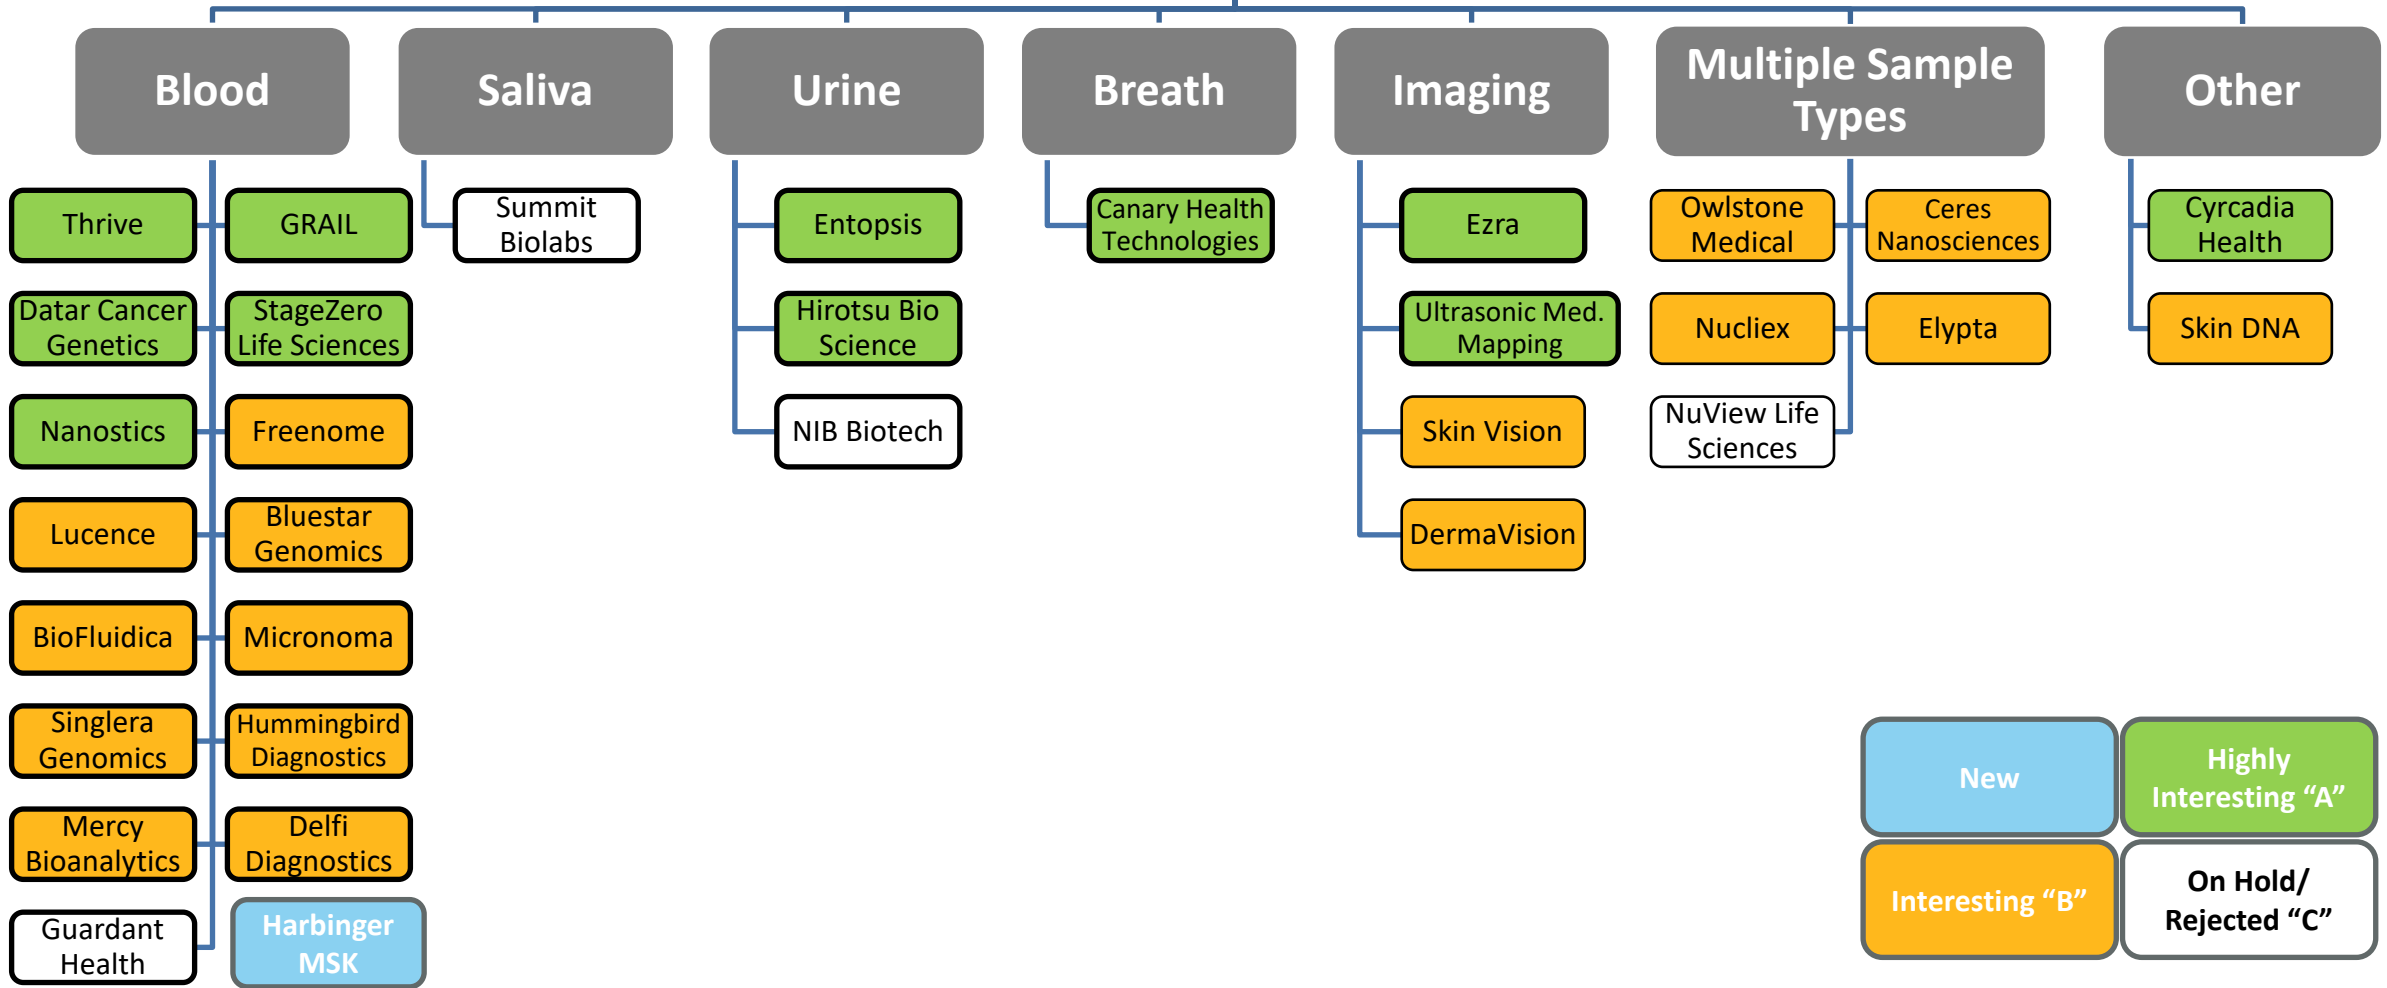 Blood
Saliva
Urine
Breath
Imaging
Multiple Sample
Types
Other
Thrive
GRAIL
Datar Cancer
Genetics
StageZero
Life Sciences
Nanostics
Freenome
Lucence
Bluestar
Genomics
BioFluidica
Micronoma
Singlera
Genomics
Hummingbird
Diagnostics
Mercy
Bioanalytics
Delfi
Diagnostics
Guardant
Health
Harbinger
MSK
Summit
Biolabs
Entopsis
Hirotsu Bio
Science
NIB Biotech
Canary Health
Technologies
Ezra
Ultrasonic Med.
Mapping
Skin Vision
DermaVision
Owlstone
Medical
Ceres
Nanosciences
Nucliex
Elypta
NuView Life
Sciences
Cyrcadia
Health
Skin DNA
New
Highly
Interesting “A”
Interesting “B”
On Hold/
Rejected “C”